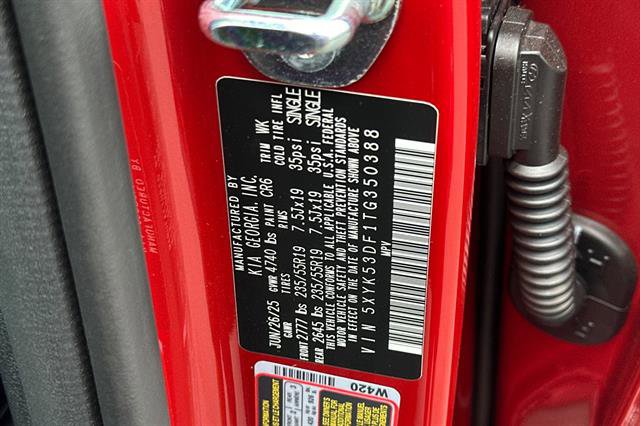 MANUFACTURED BY
KIA GEORGIA, INC.
JUN/26/25 GVWR 4740 lbs PAINT CR6 TRIM WK
GAWR TIRES RIMS COLD TIRE INFL
FRONT 2777 lbs 235/55R19 7.5Jx19 35psi SINGLE
REAR 2645 lbs 235/55R19 7.5Jx19 35psi SINGLE
THIS VEHICLE CONFORMS TO ALL APPLICABLE U.S.A. FEDERAL
MOTOR VEHICLE SAFETY AND THEFT PREVENTION STANDARDS
IN EFFECT ON THE DATE OF MANUFACTURE SHOWN ABOVE
VIN 5XYK53DF1TG350388
MPV
W420